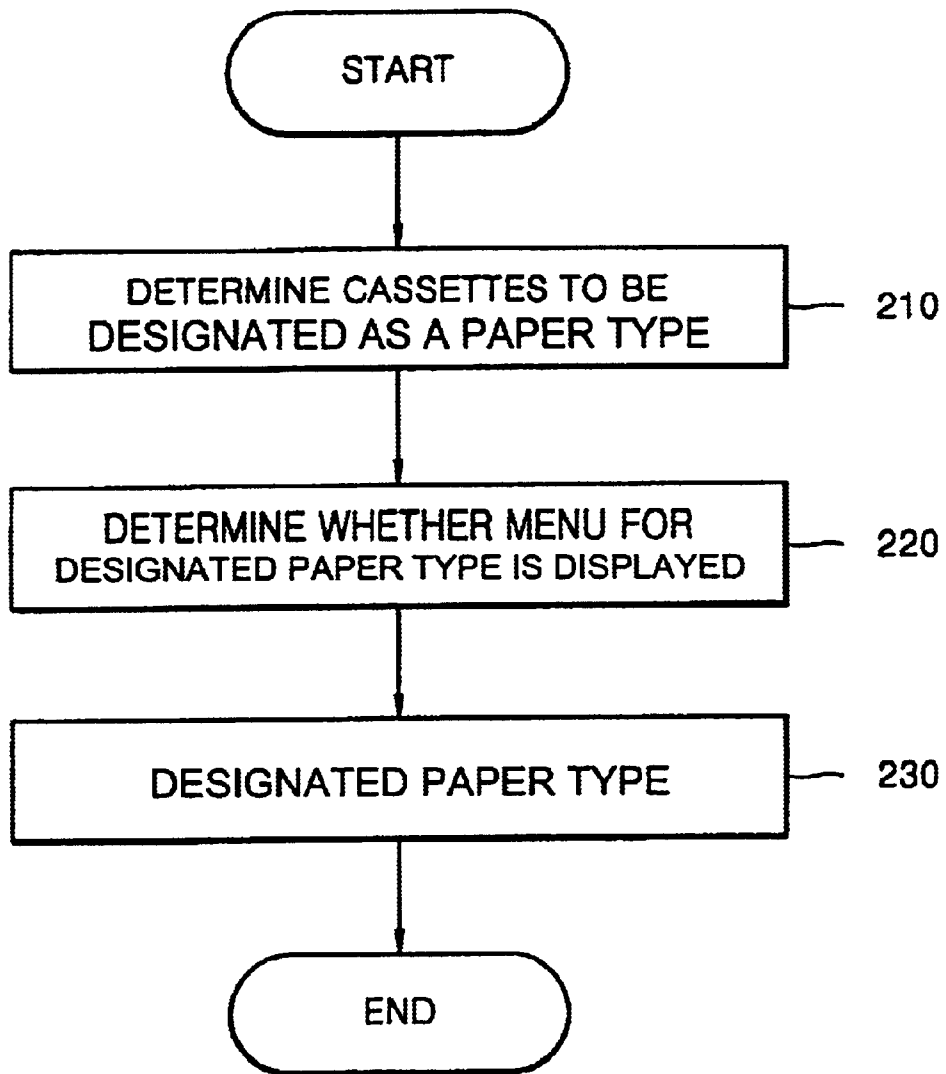 START
DETERMINE CASSETTES TO BE
DESIGNATED AS A PAPER TYPE
210
DETERMINE WHETHER MENU FOR
DESIGNATED PAPER TYPE IS DISPLAYED
220
DESIGNATED PAPER TYPE
230
END